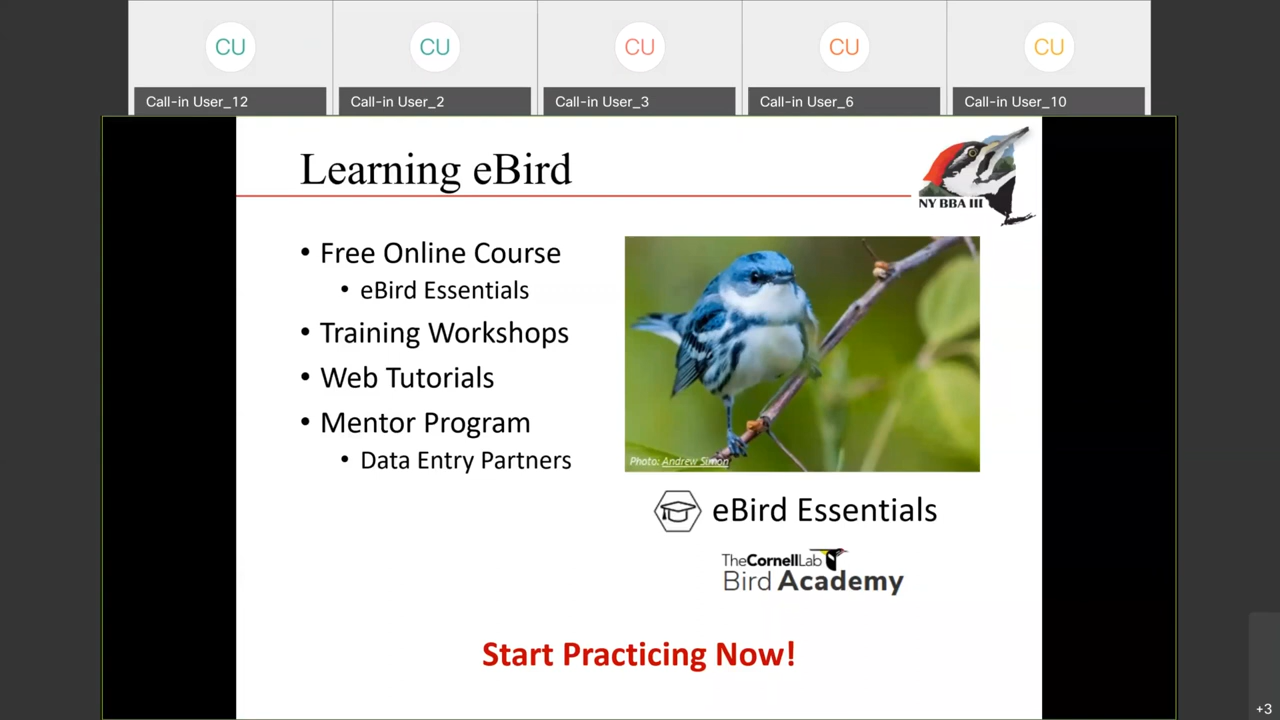 CU
CU
CU
CU
CU
Call-in User_12
Call-in User_2
Call-in User_3
Call-in User_6
Call-in User_10
Learning eBird
NY BBA III
• Free Online Course
• eBird Essentials
• Training Workshops
• Web Tutorials
• Mentor Program
• Data Entry Partners
Photo: Andrew Simon
eBird Essentials
TheCornellLab
Bird Academy
Start Practicing Now!
+3